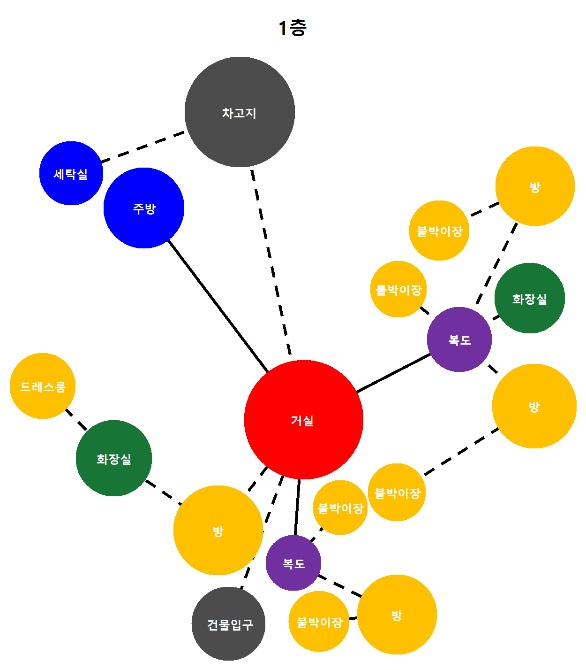 1층
차고지
세탁실
주방
방
붙박이장
화장실
붙박이장
복도
드레스룸
방
거실
화장실
붙박이장
붙박이장
방
복도
방
붙박이장
건물입구